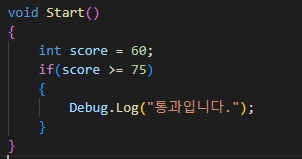 void Start()
{
    int score = 60;
    if(score >= 75)
    {
        Debug.Log("통과입니다.");
    }
}